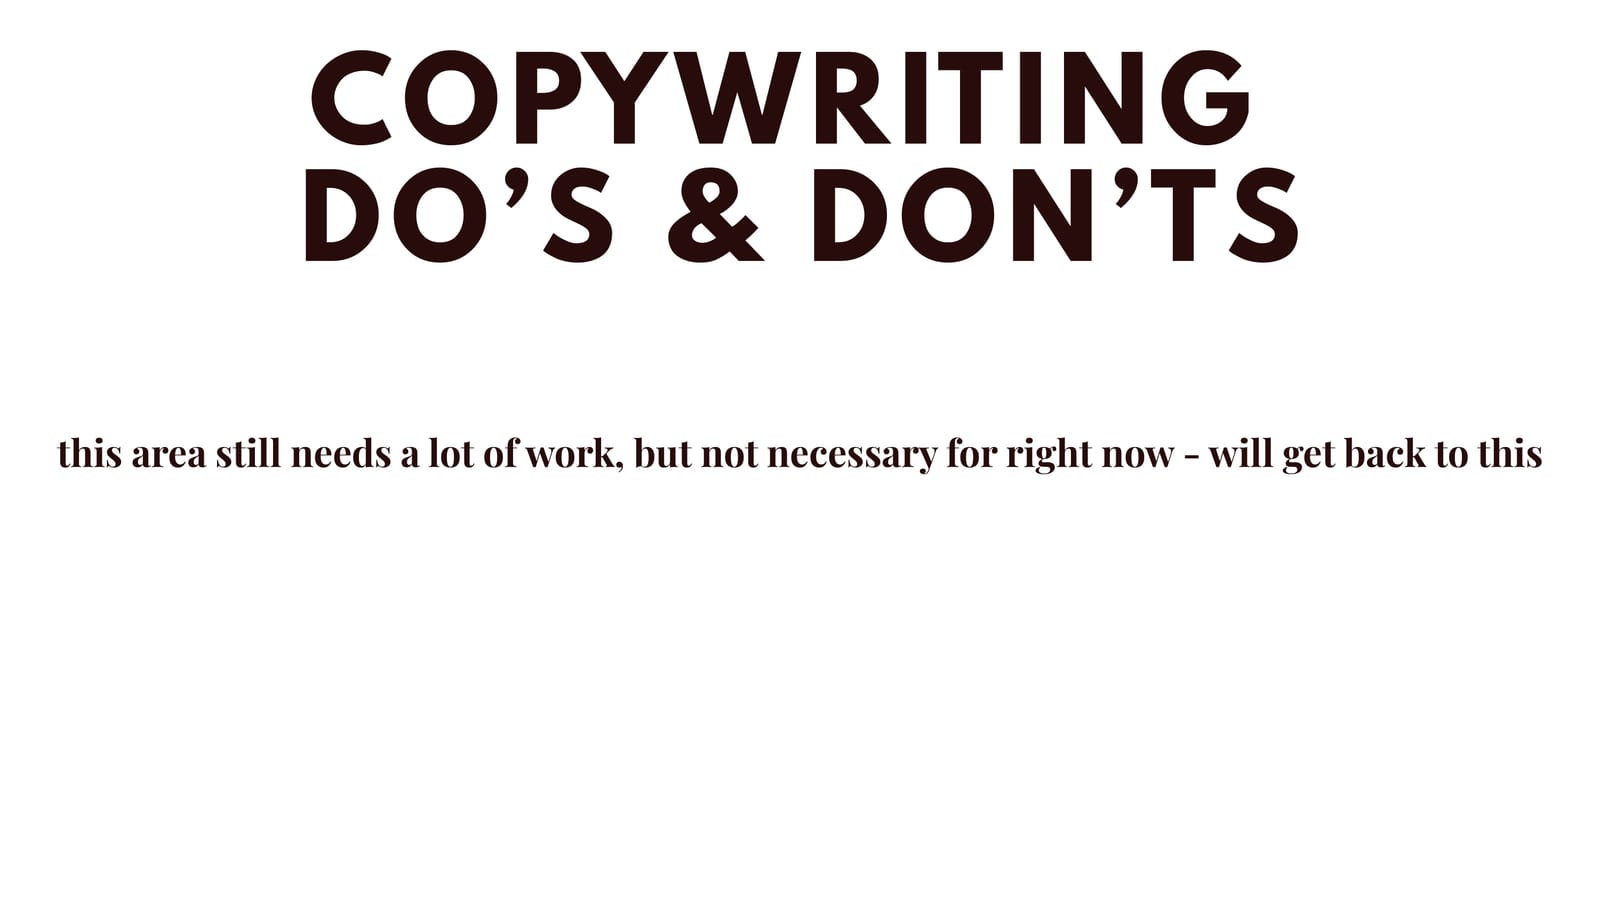 COPYWRITING
DO’S & DON’TS
this area still needs a lot of work, but not necessary for right now - will get back to this